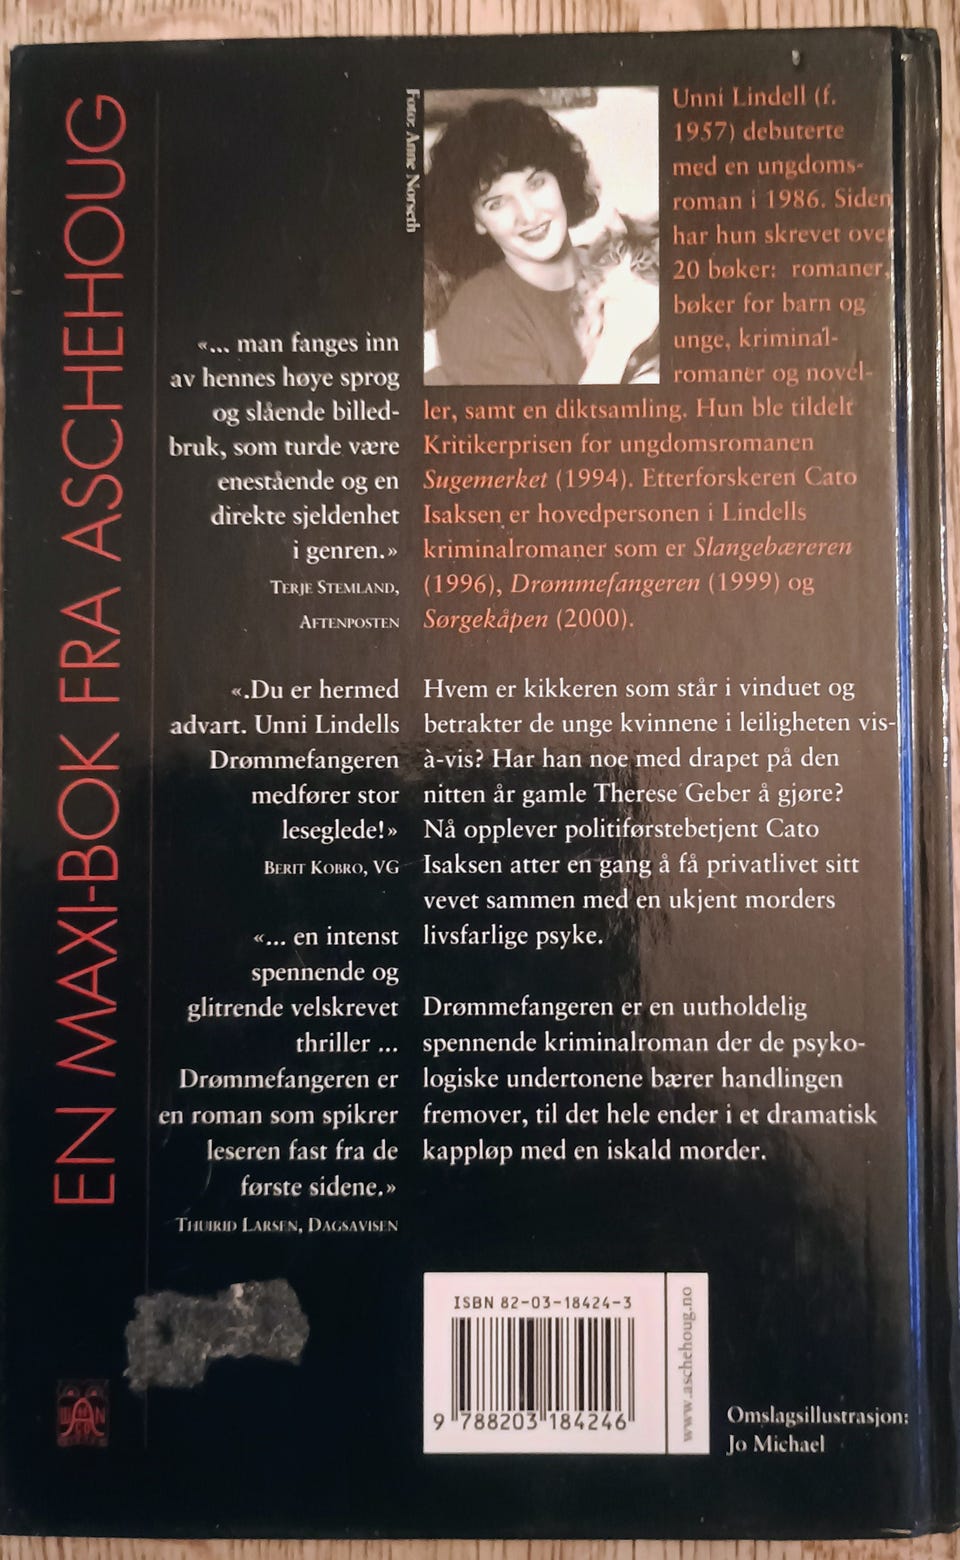 EN MAXI-BOK FRA ASCHEHOUG
Foto: Anne Norseth
Unni Lindell (f.
1957) debuterte
med en ungdoms-
roman i 1986. Siden
har hun skrevet over
20 bøker: romaner,
bøker for barn og
unge, kriminal-
romaner og novel-
ler, samt en diktsamling. Hun ble tildelt
Kritikerprisen for ungdomsromanen
Sugemerket (1994). Etterforskeren Cato
Isaksen er hovedpersonen i Lindells
kriminalromaner som er Slangebæreren
(1996), Drømmefangeren (1999) og
Sørgekåpen (2000).
«... man fanges inn
av hennes høye sprog
og slående billed-
bruk, som turde være
enestående og en
direkte sjeldenhet
i genren.»
TERJE STEMLAND,
AFTENPOSTEN
«.Du er hermed
advart. Unni Lindells
Drømmefangeren
medfører stor
leseglede!»
BERIT KOBRO, VG
«... en intenst
spennende og
glitrende velskrevet
thriller ...
Drømmefangeren er
en roman som spikrer
leseren fast fra de
første sidene.»
THURID LARSEN, DAGSAVISEN
Hvem er kikkeren som står i vinduet og
betrakter de unge kvinnene i leiligheten vis-
à-vis? Har han noe med drapet på den
nitten år gamle Therese Geber å gjøre?
Nå opplever politiførstebetjent Cato
Isaksen atter en gang å få privatlivet sitt
vevet sammen med en ukjent morders
livsfarlige psyke.
Drømmefangeren er en uutholdelig
spennende kriminalroman der de psyko-
logiske undertonene bærer handlingen
fremover, til det hele ender i et dramatisk
kappløp med en iskald morder.
ISBN 82-03-18424-3
9 788203 184246
www.aschehoug.no
Omslagsillustrasjon:
Jo Michael